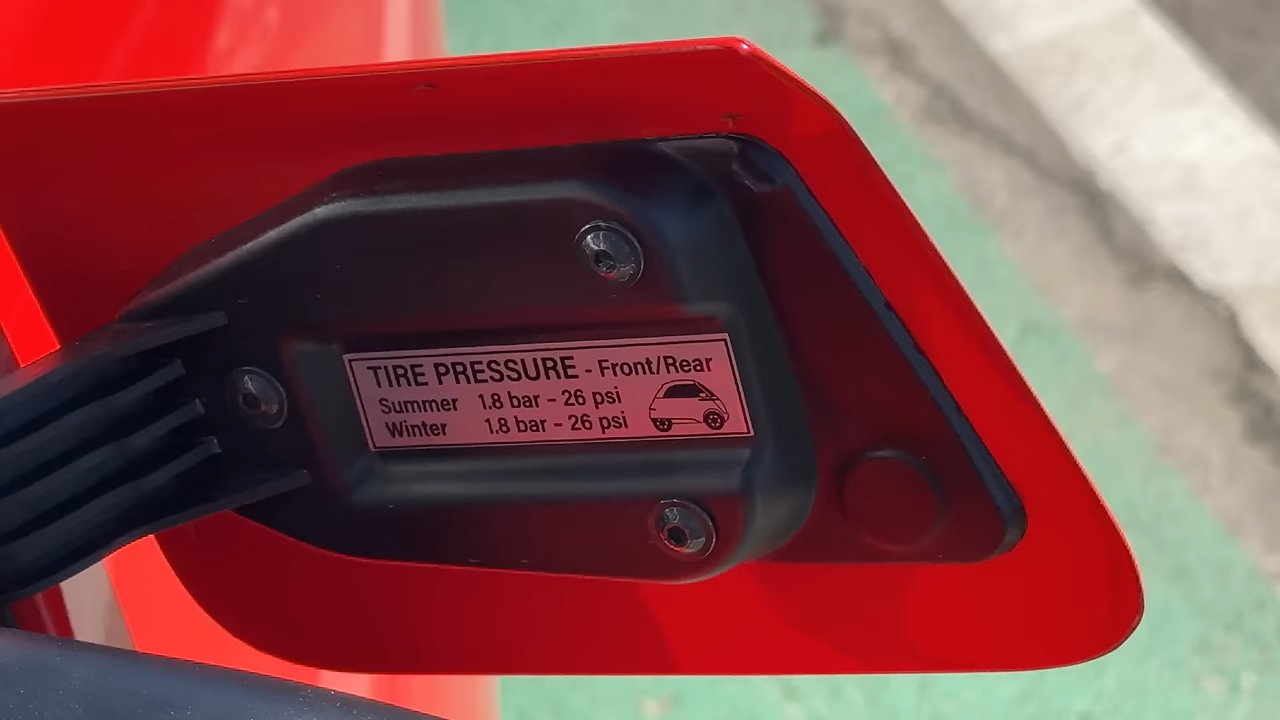 TIRE PRESSURE - Front/Rear
Summer 1.8 bar - 26 psi
Winter 1.8 bar - 26 psi